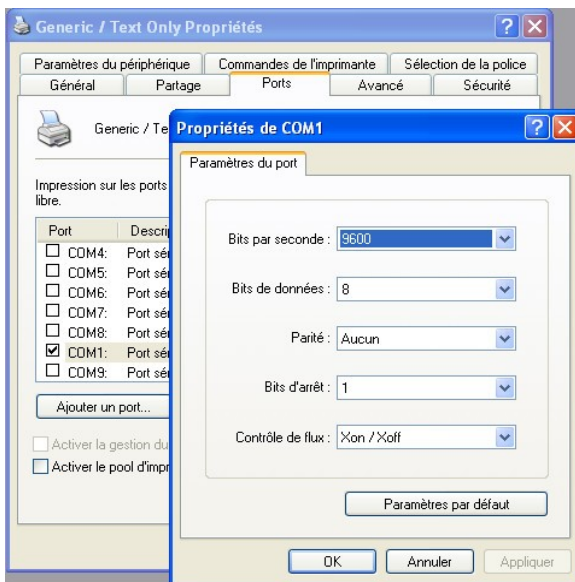 Generic / Text Only Propriétés
Paramètres du périphérique Commandes de l'imprimante Sélection de la police
Général Partage Ports Avancé Sécurité
Generic / Te
Impression sur les ports
libre.
Port Descrip
COM4: Port sér
COM5: Port sér
COM6: Port sér
COM7: Port sér
COM8: Port sér
COM1: Port sér
COM9: Port sér
Ajouter un port...
Activer la gestion du
Activer le pool d'impr
Propriétés de COM1
Paramètres du port
Bits par seconde : 9600
Bits de données : 8
Parité : Aucun
Bits d'arrêt : 1
Contrôle de flux : Xon / Xoff
Paramètres par défaut
OK Annuler Appliquer